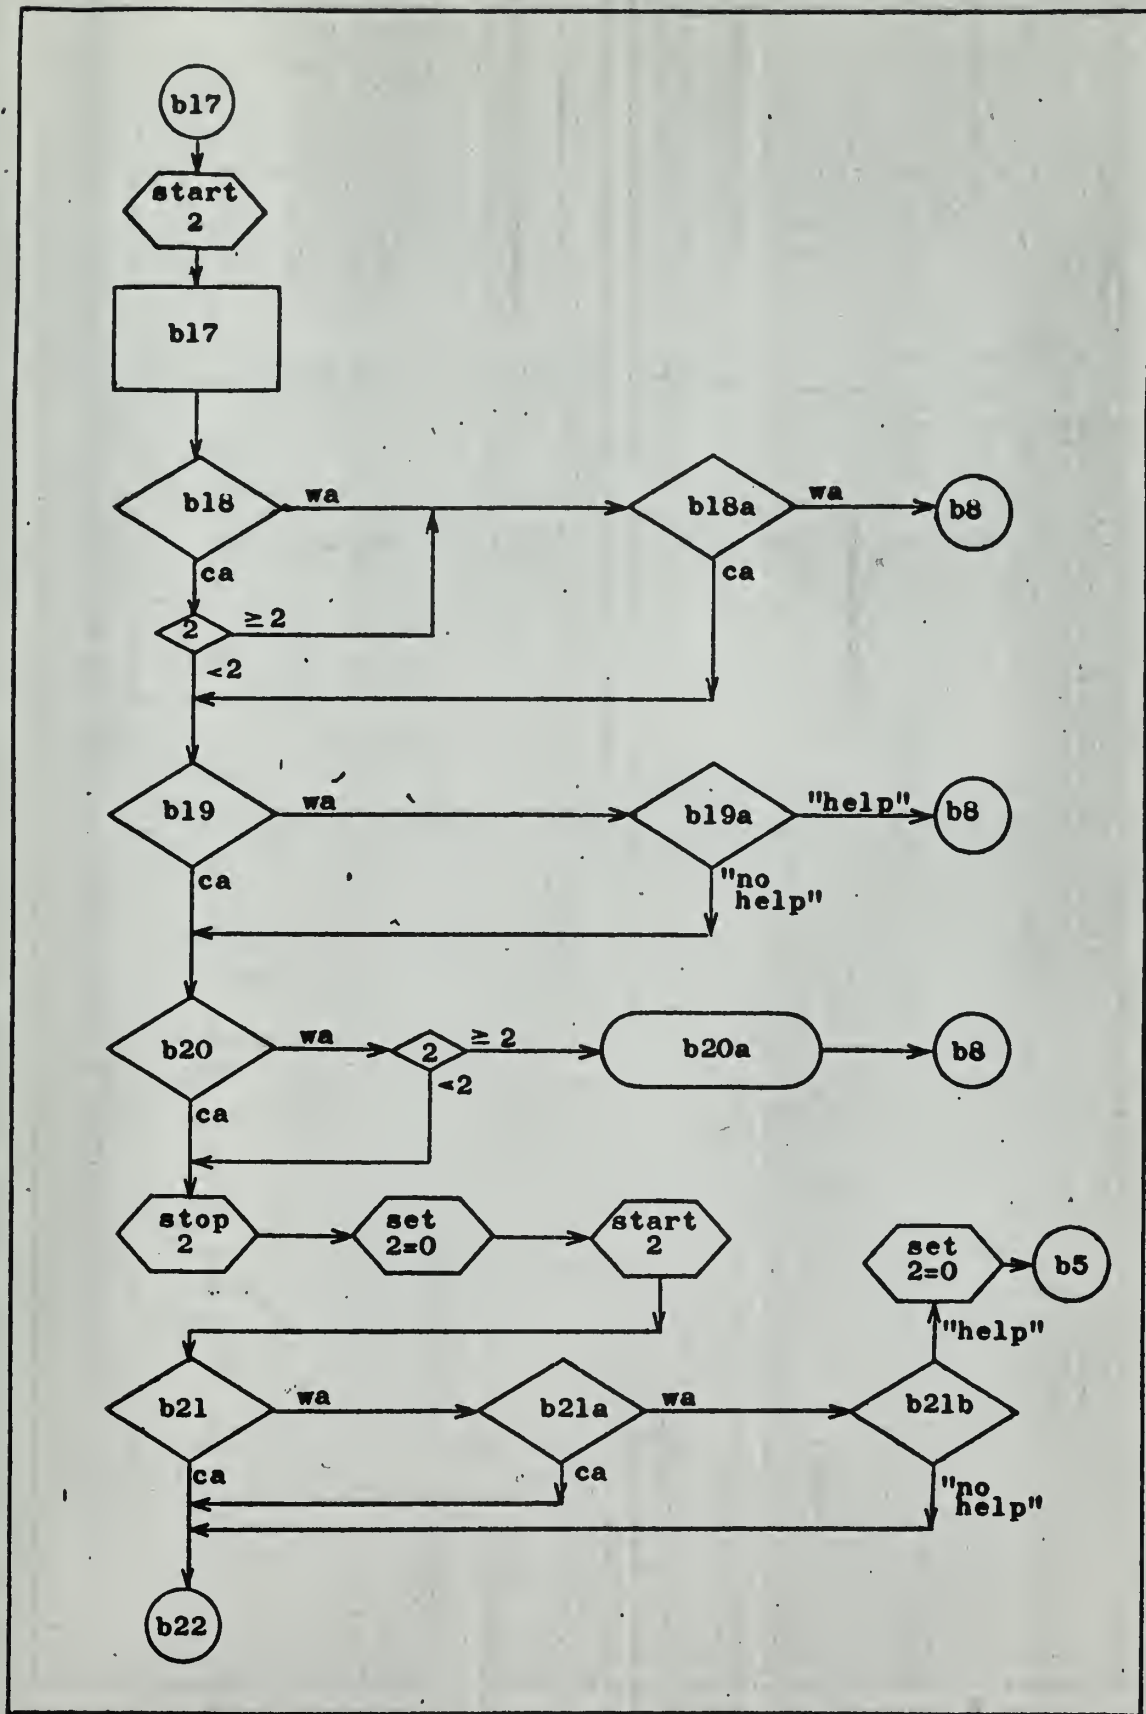 b17
start
2
b17
b18
wa
b18a
wa
b8
ca
ca
2
≥ 2
<2
b19
wa
b19a
"help"
b8
ca
"no
help"
b20
wa
2
≥ 2
b20a
b8
<2
ca
stop
2
set
2=0
start
2
set
2=0
b5
"help"
b21
wa
b21a
wa
b21b
ca
ca
"no
help"
b22